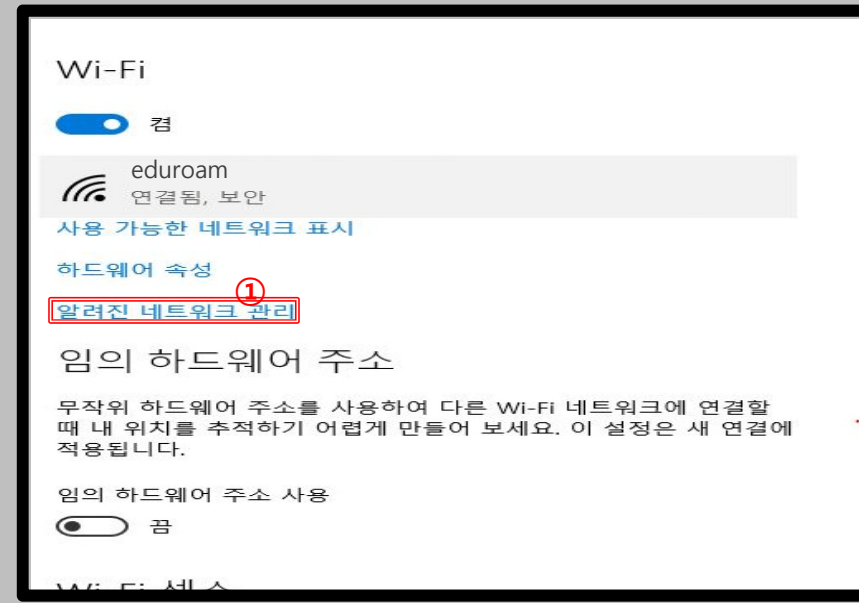 Wi-Fi
켬
eduroam
연결됨, 보안
사용 가능한 네트워크 표시
하드웨어 속성
①
알려진 네트워크 관리
임의 하드웨어 주소
무작위 하드웨어 주소를 사용하여 다른 Wi-Fi 네트워크에 연결할
때 내 위치를 추적하기 어렵게 만들어 보세요. 이 설정은 새 연결에
적용됩니다.
임의 하드웨어 주소 사용
끔
Wi-Fi 센스